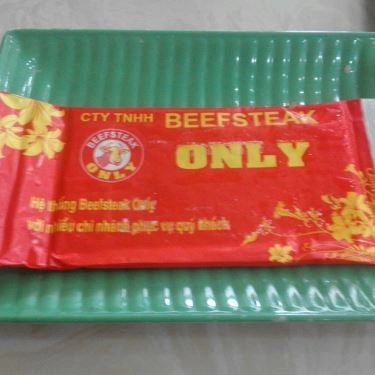 CTY TNHH BEEFSTEAK
BEEFSTEAK
ONLY
ONLY
Hệ thống Beefsteak Only
với nhiều chi nhánh phục vụ quý khách